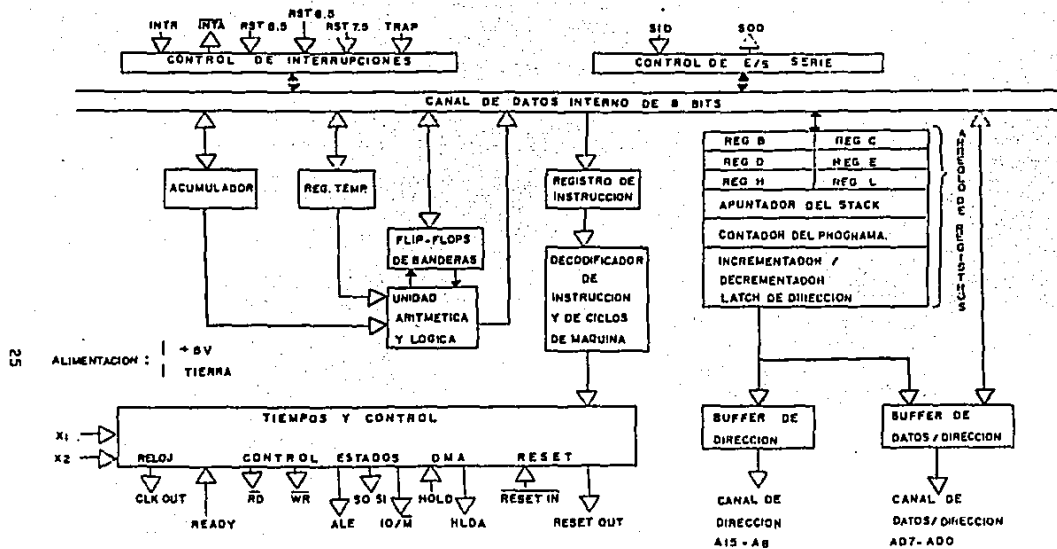 INTR INTA RST 6.5 RST 6.5 RST 7.5 TRAP
CONTROL DE INTERRUPCIONES
SID SOD
CONTROL DE E/S SERIE
CANAL DE DATOS INTERNO DE 8 BITS
ACUMULADOR
REG. TEMP.
FLIP-FLOPS
DE BANDERAS
UNIDAD
ARITMETICA
Y LOGICA
REGISTRO DE
INSTRUCCION
DECODIFICADOR
DE
INSTRUCCION
Y DE CICLOS
DE MAQUINA
REG B REG C
REG D REG E
REG H REG L
APUNTADOR DEL STACK
CONTADOR DEL PROGRAMA.
INCREMENTADOR /
DECREMENTADOR
LATCH DE DIRECCION
ARREGLO DE REGISTROS
25
ALIMENTACION :
+ 5V
TIERRA
TIEMPOS Y CONTROL
X1
X2
RELOJ CONTROL ESTADOS DMA RESET
CLK OUT
READY
RD
WR
ALE
S0 S1
IO/M
HOLD
HLDA
RESET IN
RESET OUT
BUFFER DE
DIRECCION
BUFFER DE
DATOS / DIRECCION
CANAL DE
DIRECCION
A15 - A8
CANAL DE
DATOS / DIRECCION
AD7-AD0